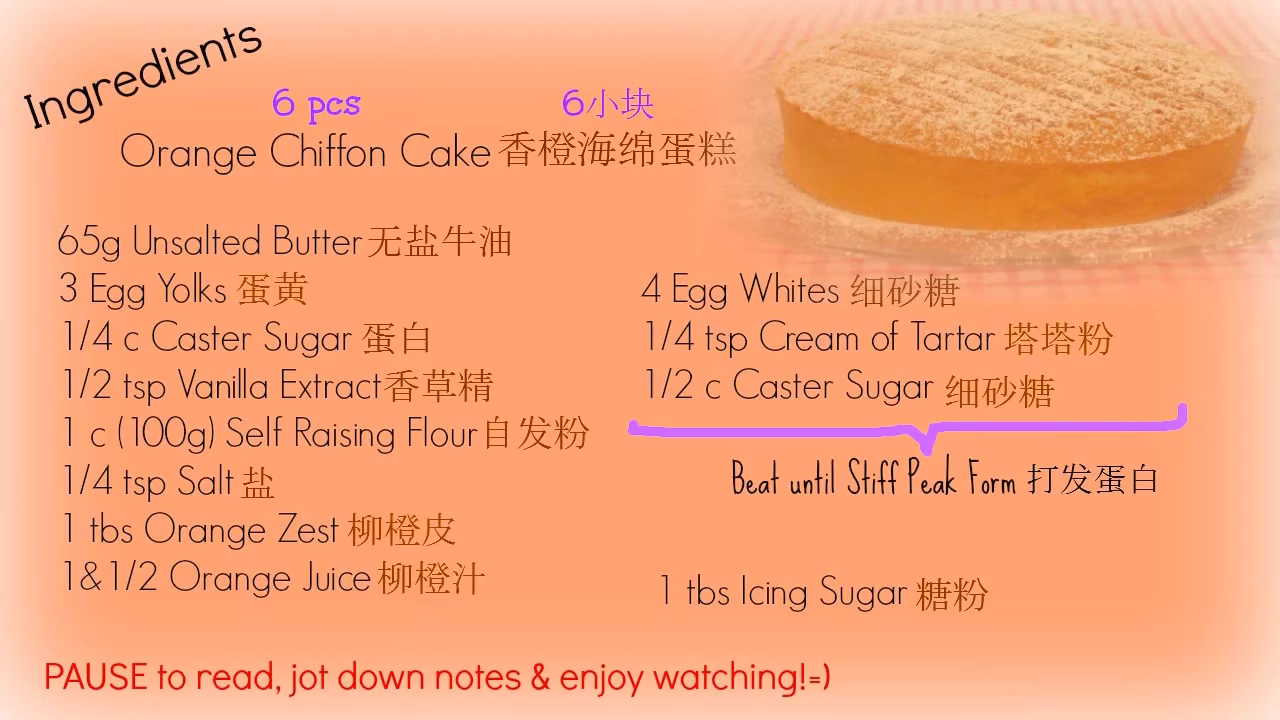 Ingredients
6 pcs 6小块
Orange Chiffon Cake 香橙海绵蛋糕
65g Unsalted Butter 无盐牛油
3 Egg Yolks 蛋黄
1/4 c Caster Sugar 蛋白
1/2 tsp Vanilla Extract 香草精
1 c (100g) Self Raising Flour 自发粉
1/4 tsp Salt 盐
1 tbs Orange Zest 柳橙皮
1&1/2 Orange Juice 柳橙汁
4 Egg Whites 细砂糖
1/4 tsp Cream of Tartar 塔塔粉
1/2 c Caster Sugar 细砂糖
Beat until Stiff Peak Form 打发蛋白
1 tbs Icing Sugar 糖粉
PAUSE to read, jot down notes & enjoy watching!=)